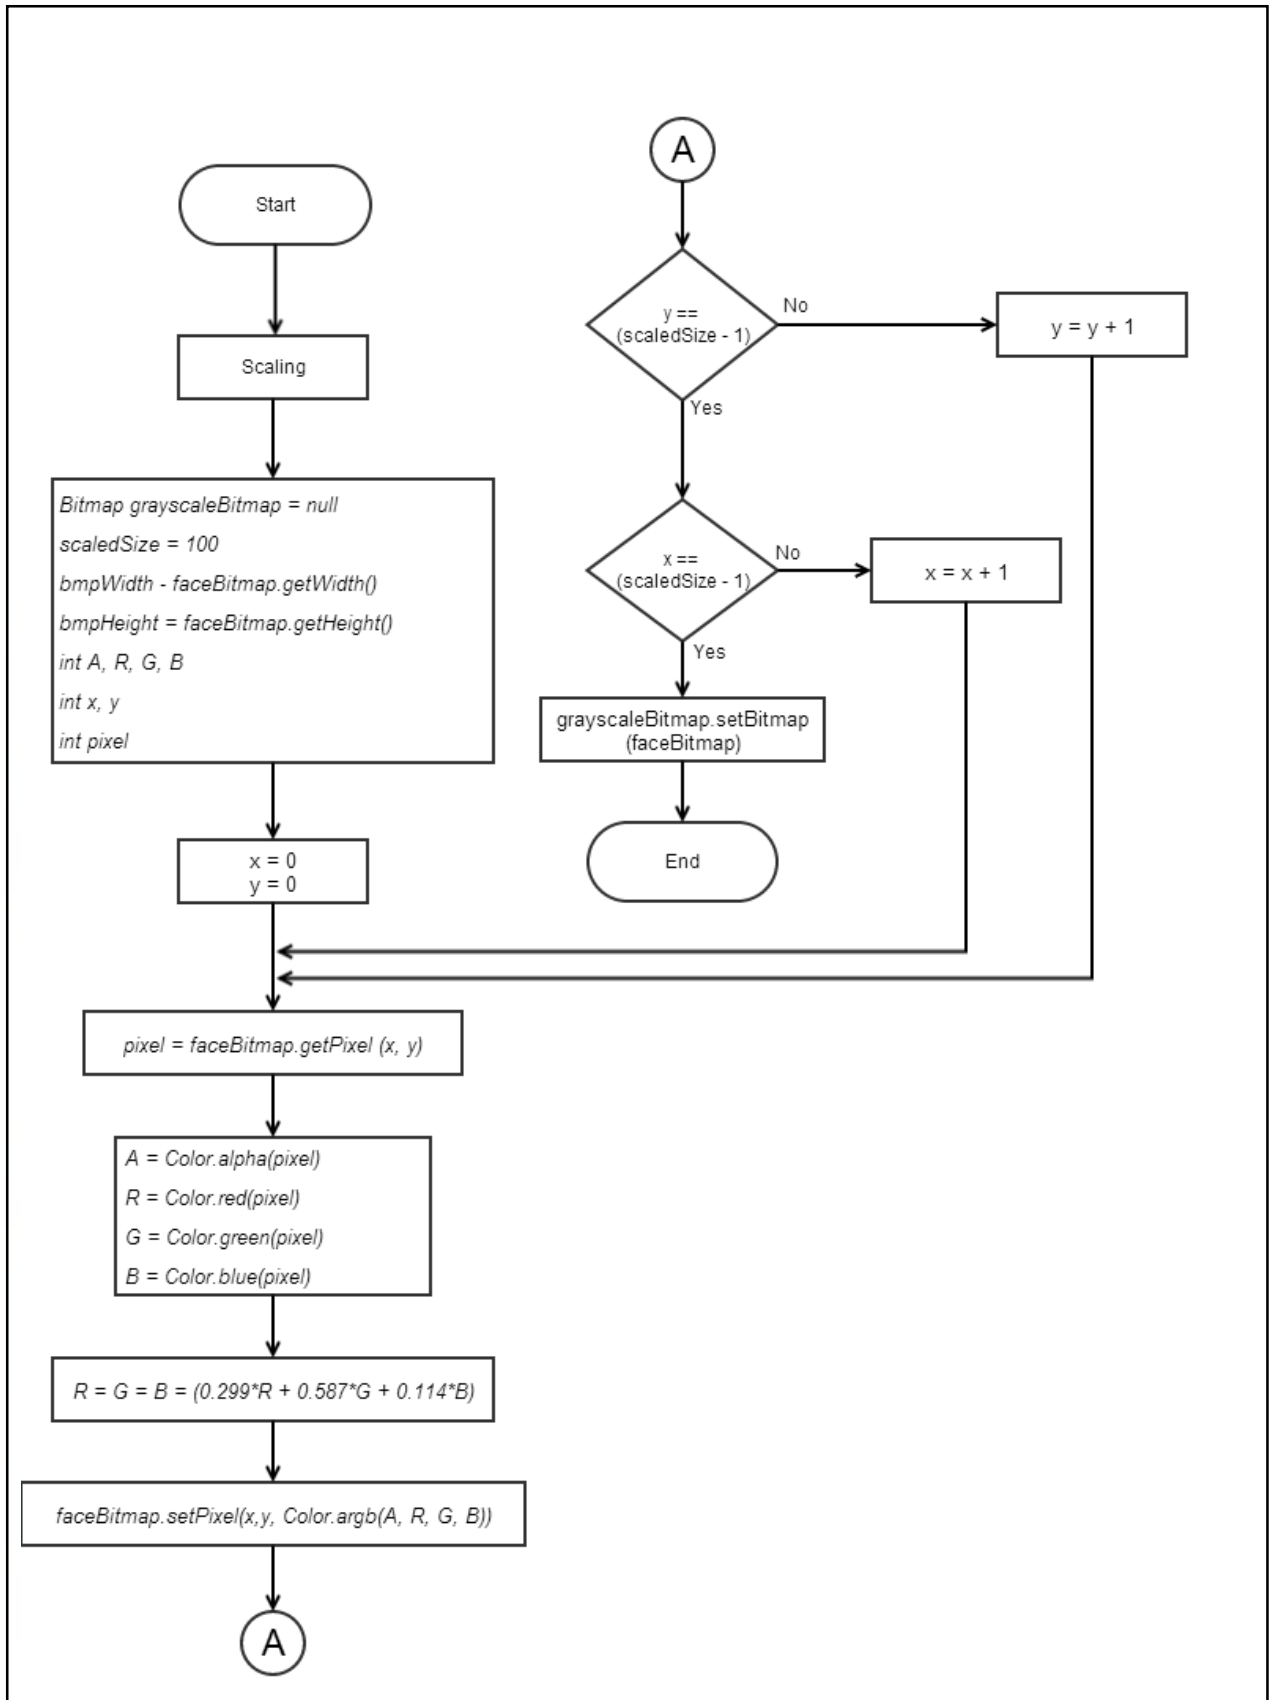 Start
Scaling
Bitmap grayscaleBitmap = null
scaledSize = 100
bmpWidth - faceBitmap.getWidth()
bmpHeight = faceBitmap.getHeight()
int A, R, G, B
int x, y
int pixel
x = 0
y = 0
pixel = faceBitmap.getPixel (x, y)
A = Color.alpha(pixel)
R = Color.red(pixel)
G = Color.green(pixel)
B = Color.blue(pixel)
R = G = B = (0.299*R + 0.587*G + 0.114*B)
faceBitmap.setPixel(x,y, Color.argb(A, R, G, B))
A
A
y ==
(scaledSize - 1)
No
y = y + 1
Yes
x ==
(scaledSize - 1)
No
x = x + 1
Yes
grayscaleBitmap.setBitmap
(faceBitmap)
End